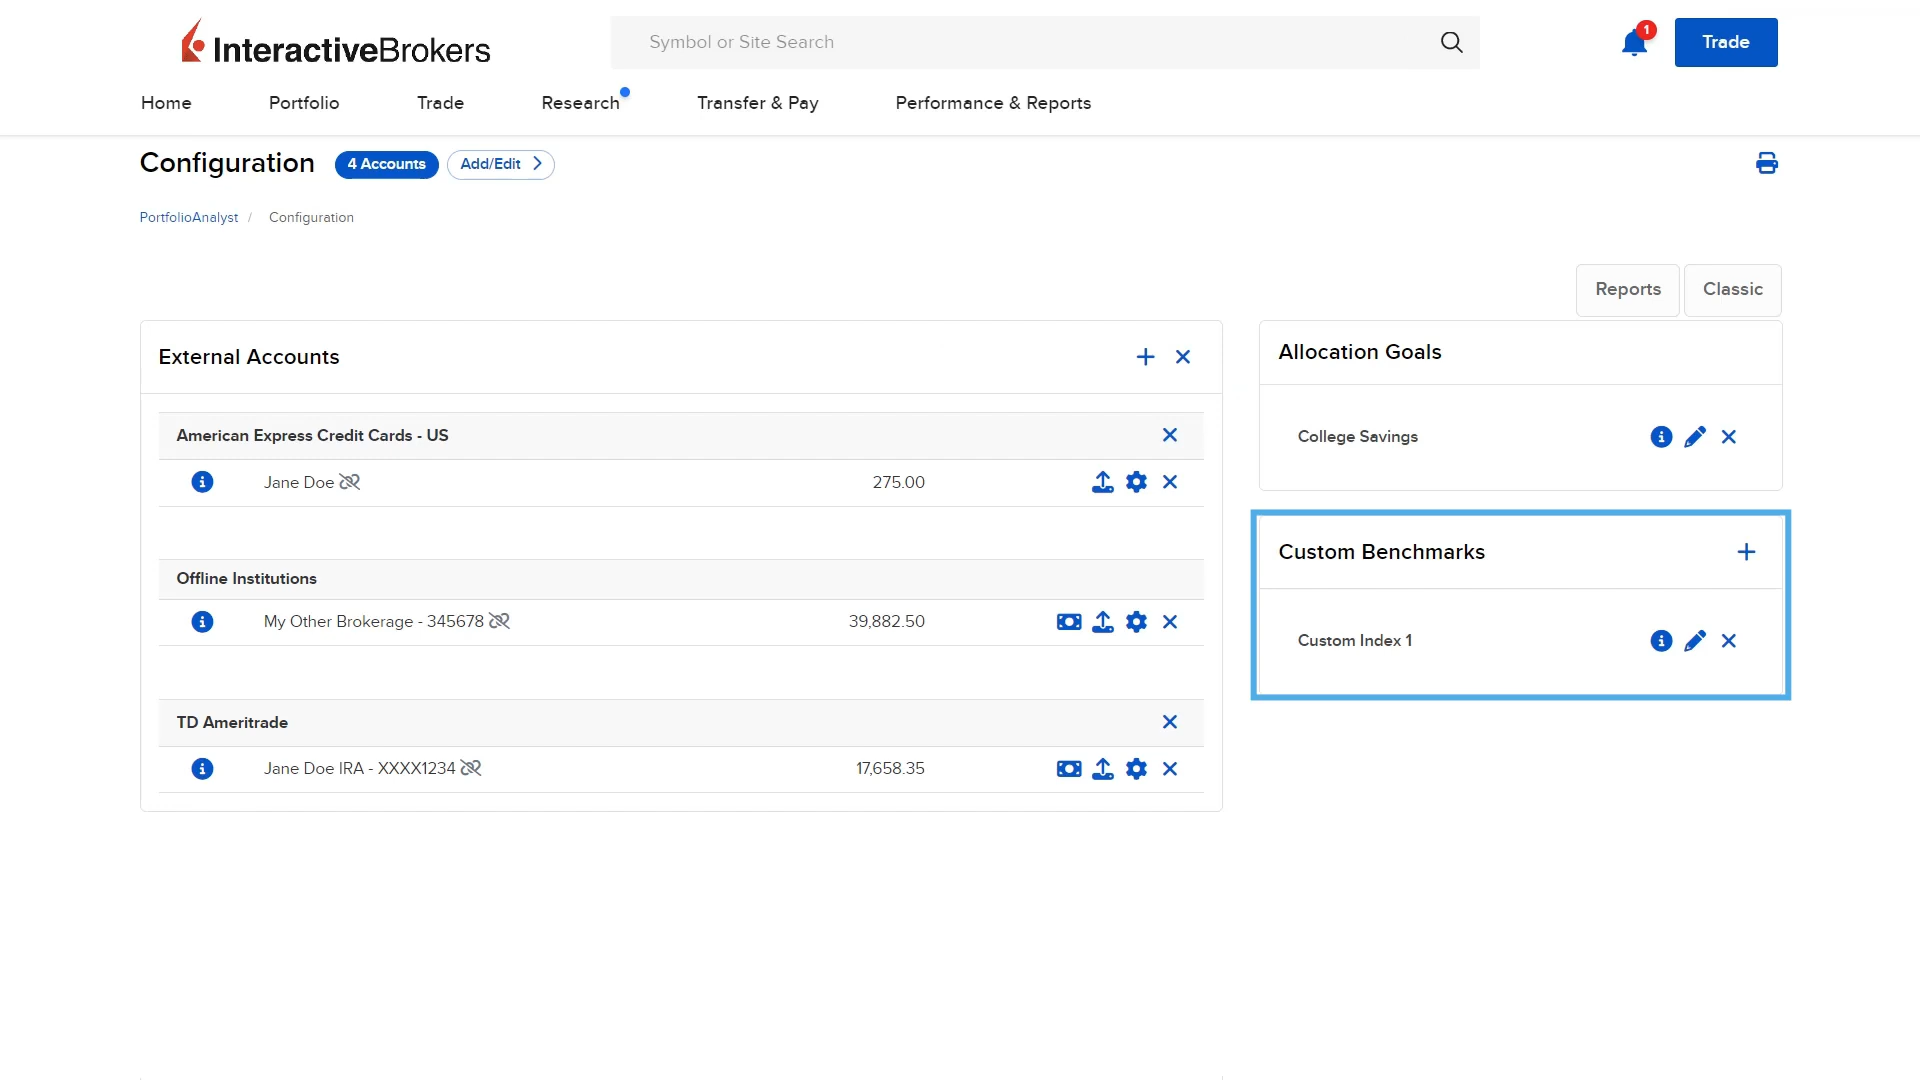 InteractiveBrokers
Symbol or Site Search
1
Trade
Home
Portfolio
Trade
Research
Transfer & Pay
Performance & Reports
Configuration
4 Accounts
Add/Edit
PortfolioAnalyst / Configuration
Reports
Classic
External Accounts
American Express Credit Cards - US
Jane Doe
275.00
Offline Institutions
My Other Brokerage - 345678
39,882.50
TD Ameritrade
Jane Doe IRA - XXXX1234
17,658.35
Allocation Goals
College Savings
Custom Benchmarks
Custom Index 1